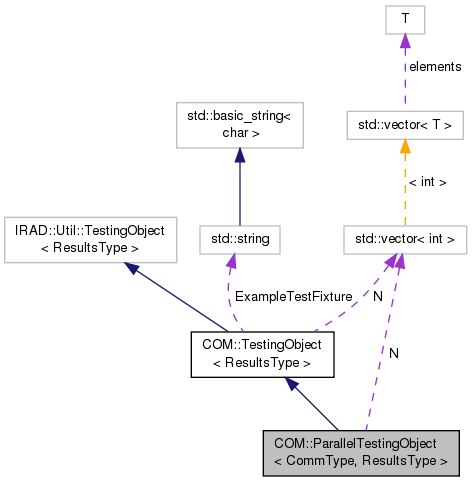 T
elements
std::basic_string<
char >
std::vector< T >
< int >
IRAD::Util::TestingObject
< ResultsType >
std::string
std::vector< int >
ExampleTestFixture
N
COM::TestingObject
< ResultsType >
N
COM::ParallelTestingObject
< CommType, ResultsType >